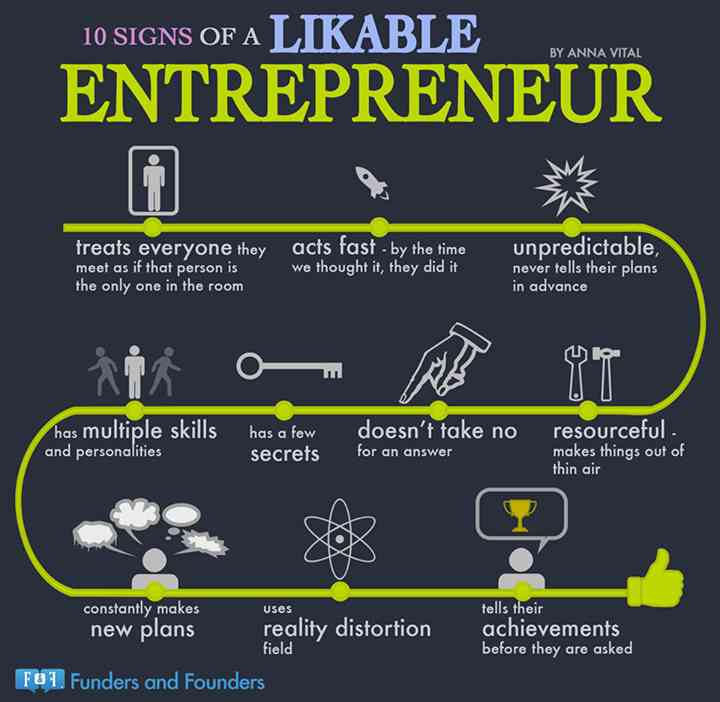 10 SIGNS OF A LIKABLE
BY ANNA VITAL
ENTREPRENEUR
treats everyone they
meet as if that person is
the only one in the room
acts fast - by the time
we thought it, they did it
unpredictable,
never tells their plans
in advance
has multiple skills
and personalities
has a few
secrets
doesn't take no
for an answer
resourceful -
makes things out of
thin air
constantly makes
new plans
uses
reality distortion
field
tells their
achievements
before they are asked
F&F. Funders and Founders